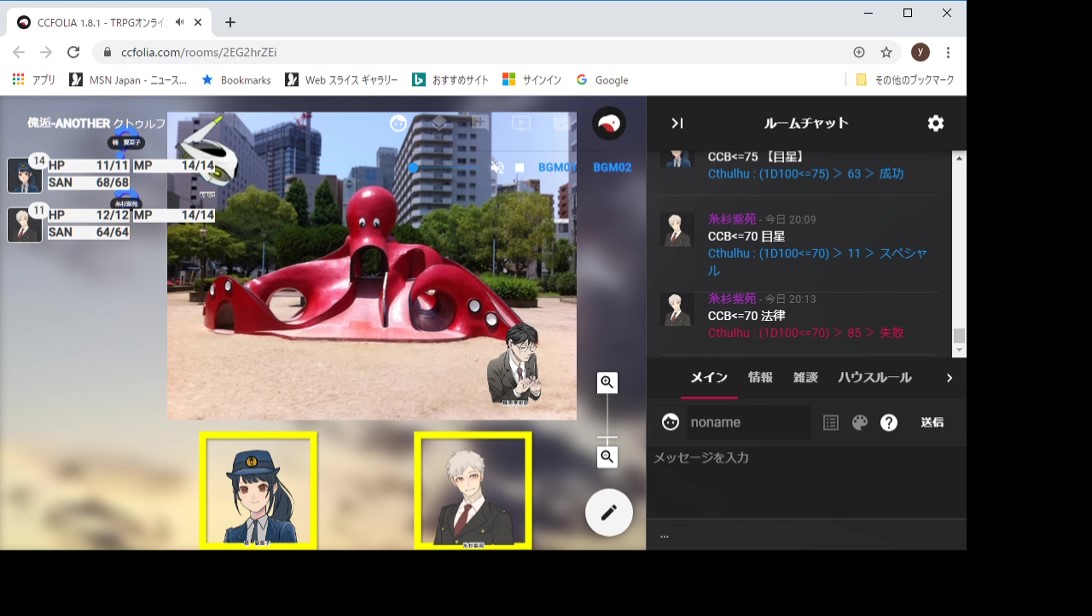 CCFOLIA 1.8.1 - TRPGオンライ
ccfolia.com/rooms/2EG2hrZEi
y
アプリ
MSN Japan - ニュース...
Bookmarks
Web スライス ギャラリー
おすすめサイト
サインイン
Google
その他のブックマーク
-ANOTHER クトゥルフ
14
HP 11/11 MP 14/14
SAN 68/68
糸杉紫苑
11
HP 12/12 MP 14/14
SAN 64/64
BGM01
BGM02
ルームチャット
CCB<=75 【目星】
Cthulhu : (1D100<=75) > 63 > 成功
糸杉紫苑 - 今日 20:09
CCB<=70 目星
Cthulhu : (1D100<=70) > 11 > スペシャ
ル
糸杉紫苑 - 今日 20:13
CCB<=70 法律
Cthulhu : (1D100<=70) > 85 > 失敗
メイン
情報
雑談
ハウスルール
noname
送信
メッセージを入力
...
糸杉紫苑